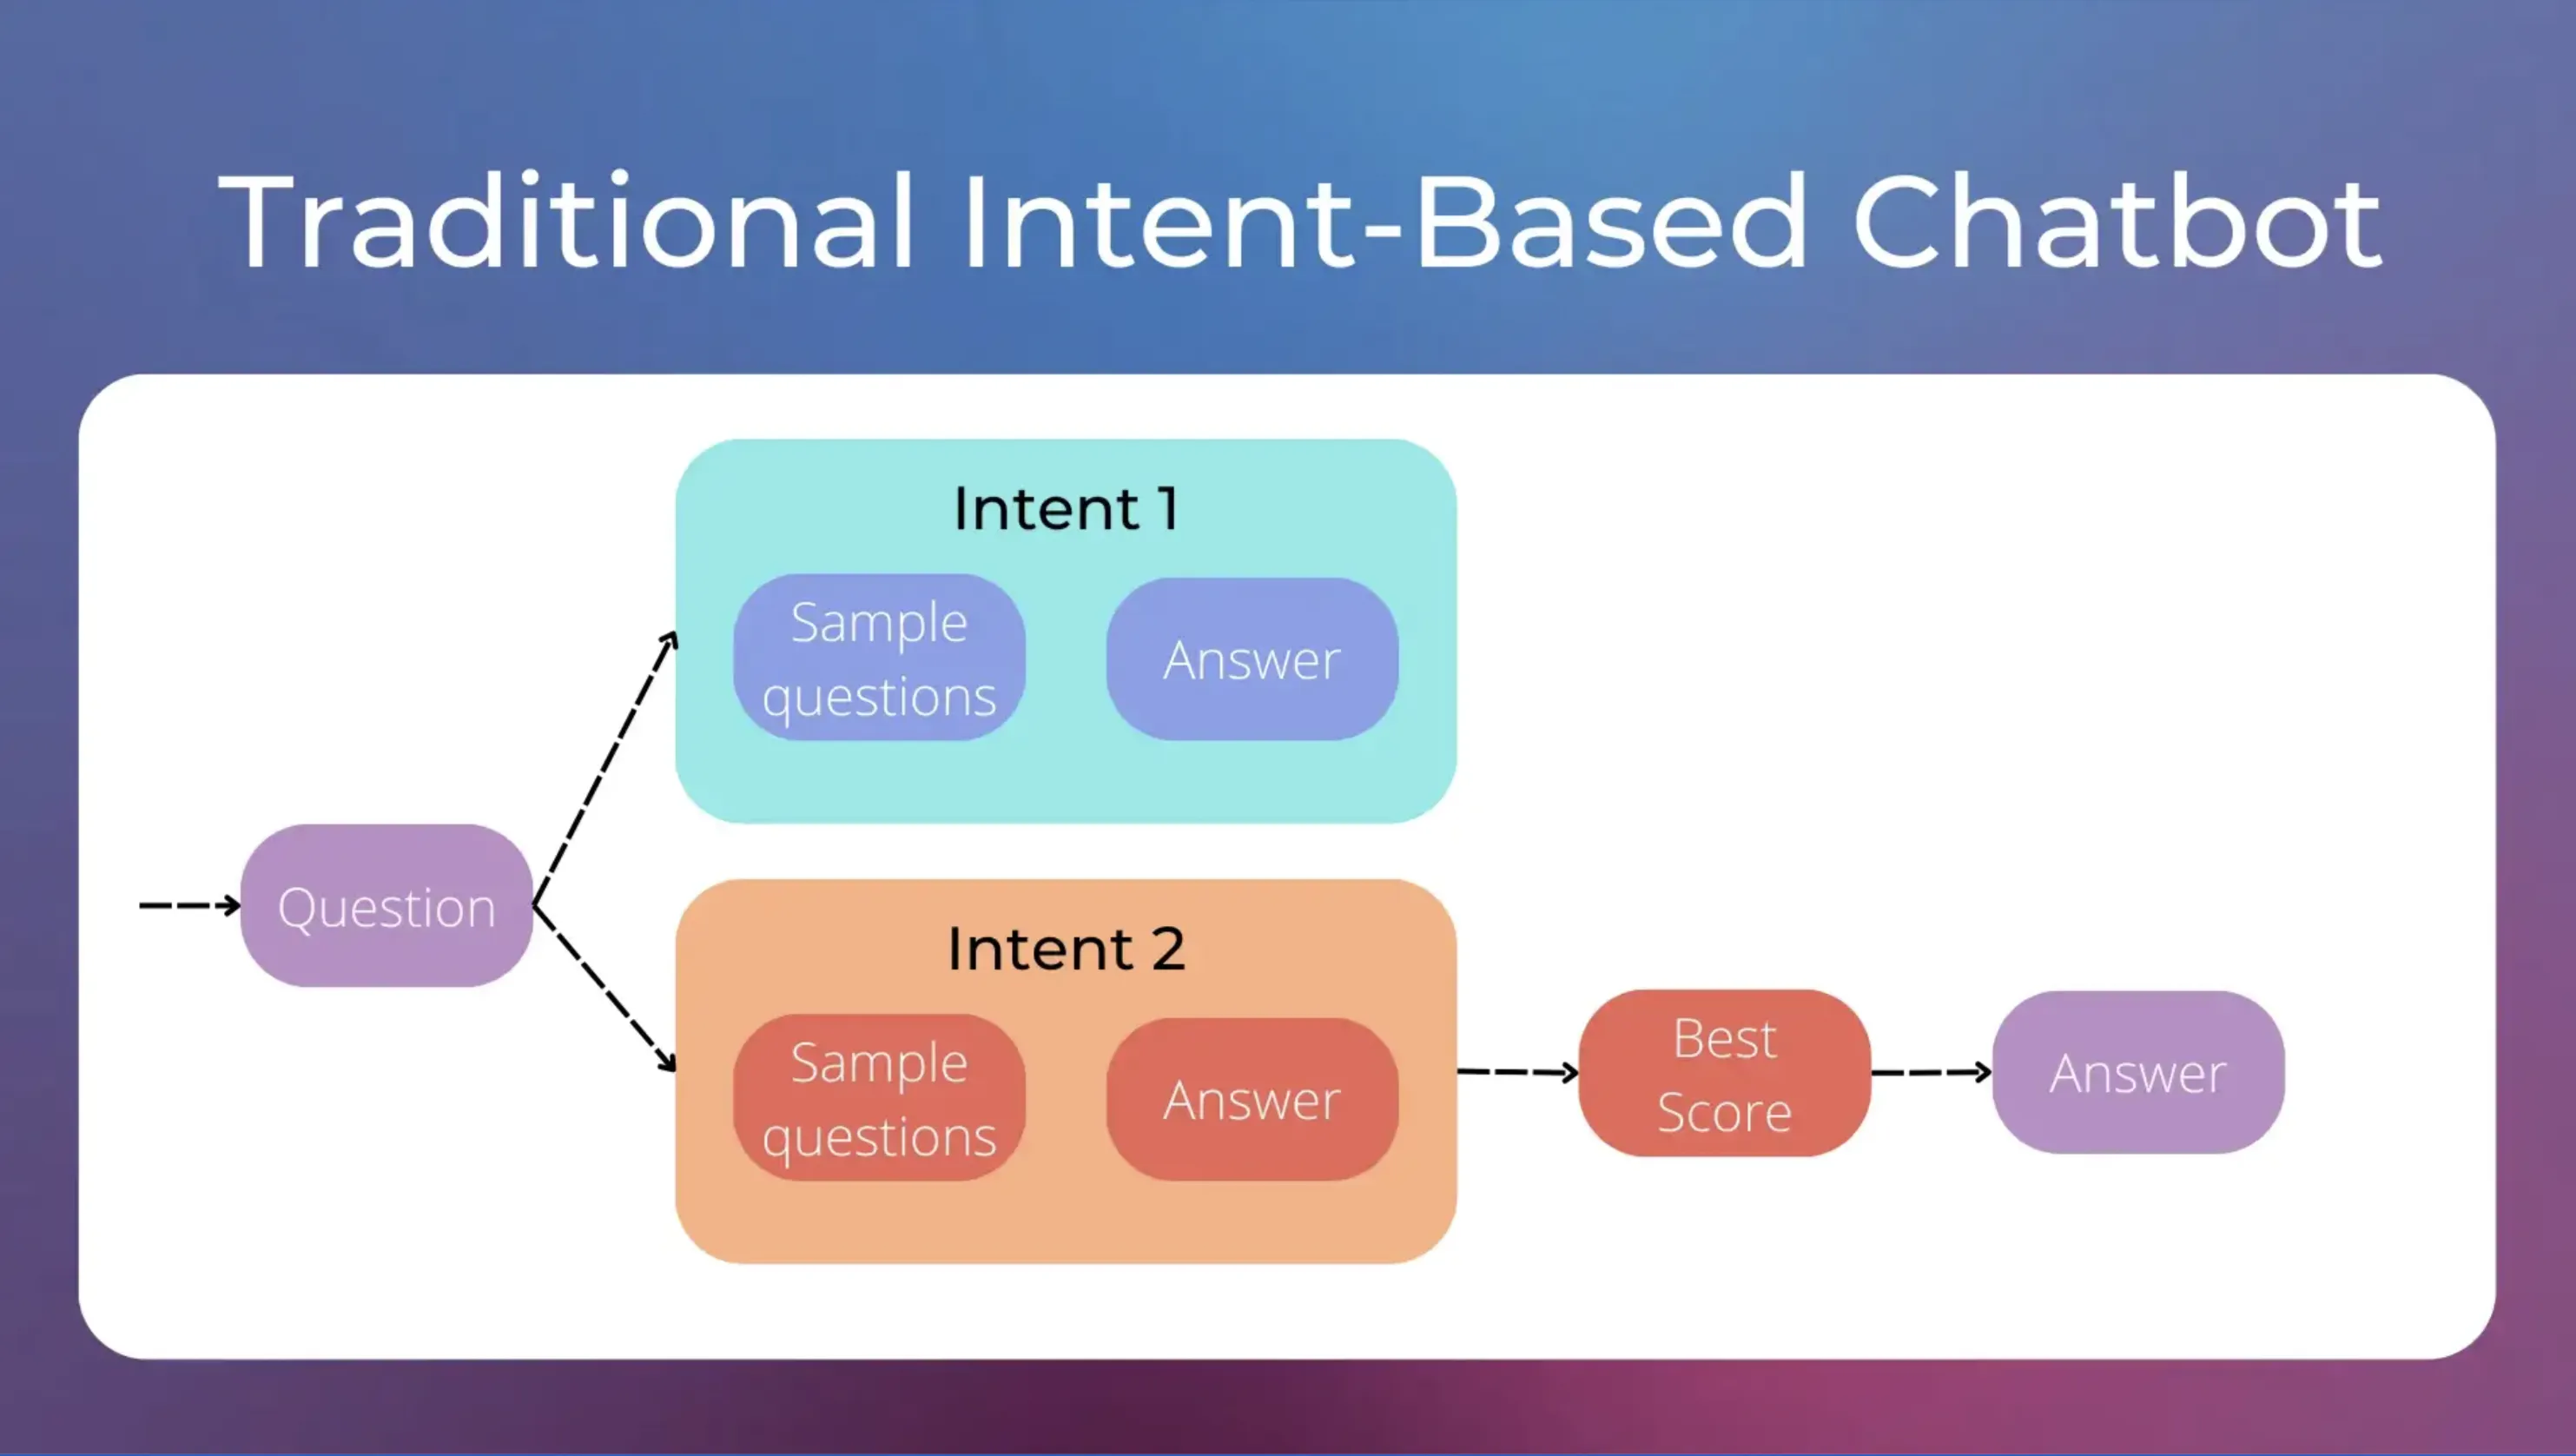 Traditional Intent-Based Chatbot
Intent 1
Sample
questions
Answer
Question
Intent 2
Sample
questions
Answer
Best
Score
Answer